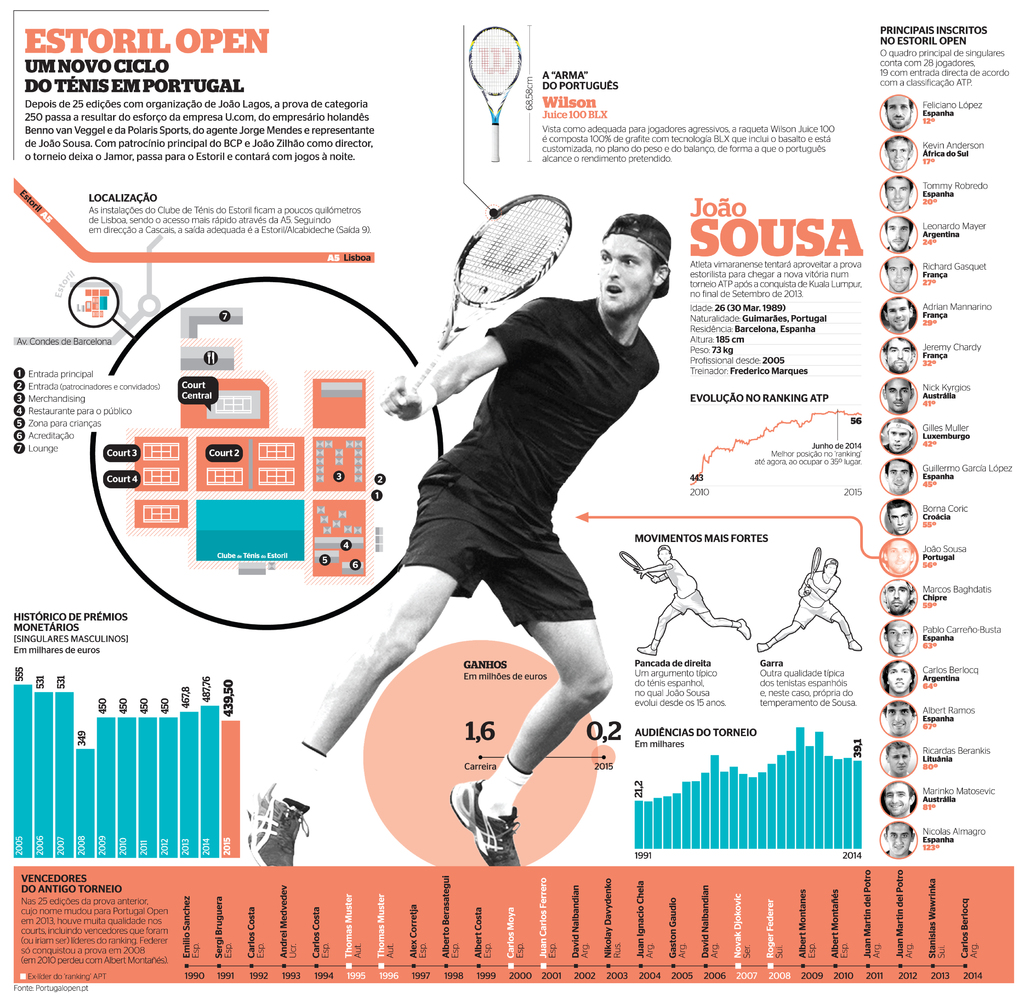 ESTORIL OPEN
UM NOVO CICLO
DO TÉNIS EM PORTUGAL
Depois de 25 edições com organização de João Lagos, a prova de categoria
250 passa a resultar do esforço da empresa U.com, do empresário holandês
Benno van Veggel e da Polaris Sports, do agente Jorge Mendes e representante
de João Sousa. Com patrocínio principal do BCP e João Zilhão como director,
o torneio deixa o Jamor, passa para o Estoril e contará com jogos à noite.
68,58cm
A “ARMA”
DO PORTUGUÊS
Wilson
Juice 100 BLX
Vista como adequada para jogadores agressivos, a raqueta Wilson Juice 100
é composta 100% de grafite com tecnologia BLX que inclui o basalto e está
customizada, no plano do peso e do balanço, de forma a que o português
alcance o rendimento pretendido.
PRINCIPAIS INSCRITOS
NO ESTORIL OPEN
O quadro principal de singulares
conta com 28 jogadores,
19 com entrada directa de acordo
com a classificação ATP.
Feliciano López
Espanha
12º
Kevin Anderson
África do Sul
17º
Tommy Robredo
Espanha
20º
Leonardo Mayer
Argentina
24º
Richard Gasquet
França
27º
Adrian Mannarino
França
29º
Jeremy Chardy
França
32º
Nick Kyrgios
Austrália
41º
Gilles Muller
Luxemburgo
42º
Guillermo García López
Espanha
45º
Borna Coric
Croácia
55º
João Sousa
Portugal
56º
Marcos Baghdatis
Chipre
59º
Pablo Carreño-Busta
Espanha
63º
Carlos Berlocq
Argentina
64º
Albert Ramos
Espanha
67º
Ricardas Berankis
Lituânia
80º
Marinko Matosevic
Austrália
81º
Nicolas Almagro
Espanha
123º
LOCALIZAÇÃO
As instalações do Clube de Ténis do Estoril ficam a poucos quilómetros
de Lisboa, sendo o acesso mais rápido através da A5. Seguindo
em direcção a Cascais, a saída adequada é a Estoril/Alcabideche (Saída 9).
Estoril A5
A5 Lisboa
Estoril
Av. Condes de Barcelona
1 Entrada principal
2 Entrada (patrocinadores e convidados)
3 Merchandising
4 Restaurante para o público
5 Zona para crianças
6 Acreditação
7 Lounge
7
Court
Central
Court 3
Court 2
Court 4
3
2
1
4
5
6
Clube de Ténis do Estoril
João
SOUSA
Atleta vimaranense tentará aproveitar a prova
estorilista para chegar a nova vitória num
torneio ATP após a conquista de Kuala Lumpur,
no final de Setembro de 2013.
Idade: 26 (30 Mar. 1989)
Naturalidade: Guimarães, Portugal
Residência: Barcelona, Espanha
Altura: 185 cm
Peso: 73 kg
Profissional desde: 2005
Treinador: Frederico Marques
EVOLUÇÃO NO RANKING ATP
56
Junho de 2014
Melhor posição no ‘ranking’
até agora, ao ocupar o 35º lugar.
443
2010
2015
MOVIMENTOS MAIS FORTES
Pancada de direita
Um argumento típico
do ténis espanhol,
no qual João Sousa
evolui desde os 15 anos.
Garra
Outra qualidade típica
dos tenistas espanhóis
e, neste caso, própria do
temperamento de Sousa.
HISTÓRICO DE PRÉMIOS
MONETÁRIOS
[SINGULARES MASCULINOS]
Em milhares de euros
555 531 531 349 450 450 450 450 467,8 487,76 439,50
2005 2006 2007 2008 2009 2010 2011 2012 2013 2014 2015
GANHOS
Em milhões de euros
1,6
Carreira
0,2
2015
AUDIÊNCIAS DO TORNEIO
Em milhares
21,2
39,1
1991
2014
VENCEDORES
DO ANTIGO TORNEIO
Nas 25 edições da prova anterior,
cujo nome mudou para Portugal Open
em 2013, houve muita qualidade nos
courts, incluindo vencedores que foram
(ou iriam ser) líderes do ranking. Federer
só conquistou a prova em 2008
(em 2010 perdeu com Albert Montañés).
Ex-líder do ‘ranking’ APT
Emilio Sanchez Esp. 1990
Sergi Bruguera Esp. 1991
Carlos Costa Esp. 1992
Andrei Medvedev Ucr. 1993
Carlos Costa Esp. 1994
Thomas Muster Aut. 1995
Thomas Muster Aut. 1996
Alex Corretja Esp. 1997
Alberto Berasategui Esp. 1998
Albert Costa Esp. 1999
Carlos Moya Esp. 2000
Juan Carlos Ferrero Esp. 2001
David Nalbandian Arg. 2002
Nikolay Davydenko Rus. 2003
Juan Ignacio Chela Arg. 2004
Gaston Gaudio Arg. 2005
David Nalbandian Arg. 2006
Novak Djokovic Ser. 2007
Roger Federer Sui. 2008
Albert Montanes Esp. 2009
Albert Montañés Esp. 2010
Juan Martin del Potro Arg. 2011
Juan Martin del Potro Arg. 2012
Stanislas Wawrinka Sui. 2013
Carlos Berlocq Arg. 2014
Fonte: Portugalopen.pt